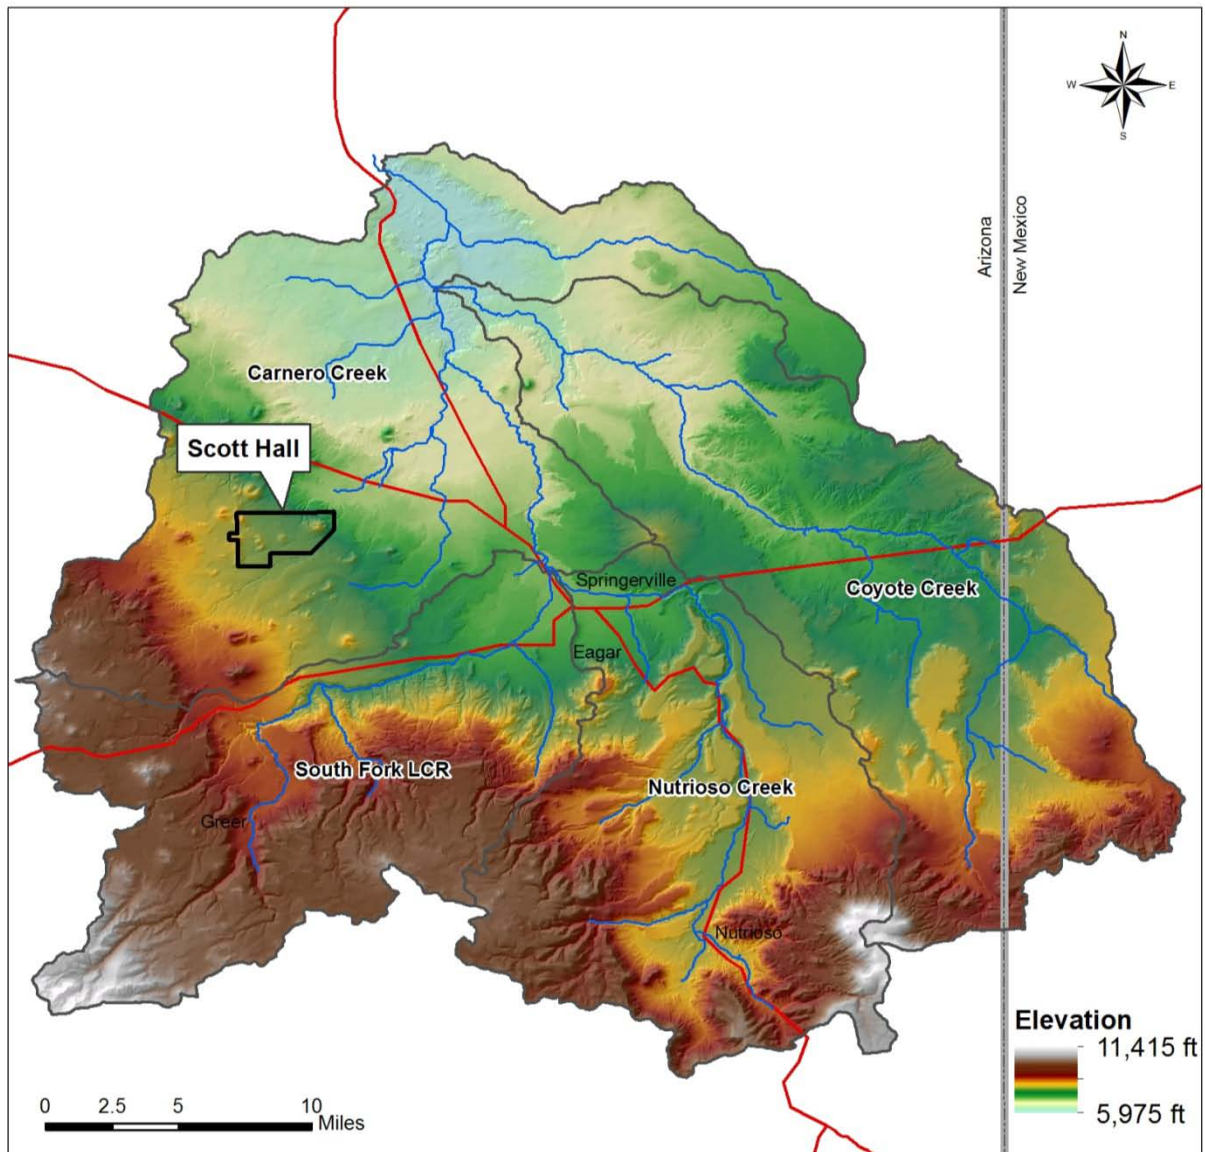 N
W
E
S
Arizona
New Mexico
Carnero Creek
Scott Hall
Springerville
Coyote Creek
Eagar
South Fork LCR
Nutrioso Creek
Greer
Nutrioso
Elevation
11,415 ft
5,975 ft
0 2.5 5 10
Miles